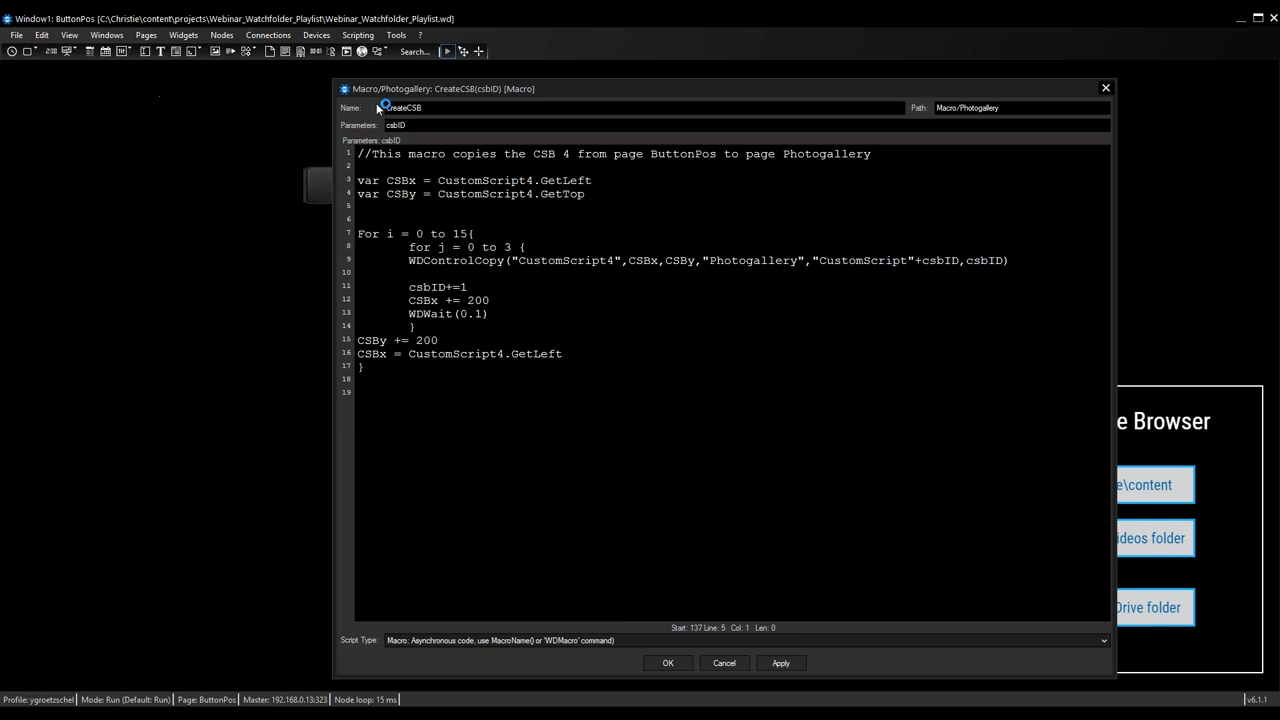 Window1: ButtonPos [C:\Christie\content\projects\Webinar_Watchfolder_Playlist\Webinar_Watchfolder_Playlist.wd]
File Edit View Windows Pages Widgets Nodes Connections Devices Scripting Tools ?
Search...
Macro/Photogallery: CreateCSB(csbID) [Macro]
Name: CreateCSB Path: Macro/Photogallery
Parameters: csbID
Parameters: csbID
1 //This macro copies the CSB 4 from page ButtonPos to page Photogallery
2
3 var CSBx = CustomScript4.GetLeft
4 var CSBy = CustomScript4.GetTop
5
6
7 For i = 0 to 15{
8 for j = 0 to 3 {
9 WDControlCopy("CustomScript4",CSBx,CSBy,"Photogallery","CustomScript"+csbID,csbID)
10
11 csbID+=1
12 CSBx += 200
13 WDWait(0.1)
14 }
15 CSBy += 200
16 CSBx = CustomScript4.GetLeft
17 }
18
19
e Browser
e\content
ideos folder
Drive folder
Start: 137 Line: 5 Col: 1 Len: 0
Script Type: Macro: Asynchronous code, use MacroName() or 'WDMacro' command)
OK Cancel Apply
Profile: ygroetzschel Mode: Run (Default: Run) Page: ButtonPos Master: 192.168.0.13:323 Node loop: 15 ms v6.1.1